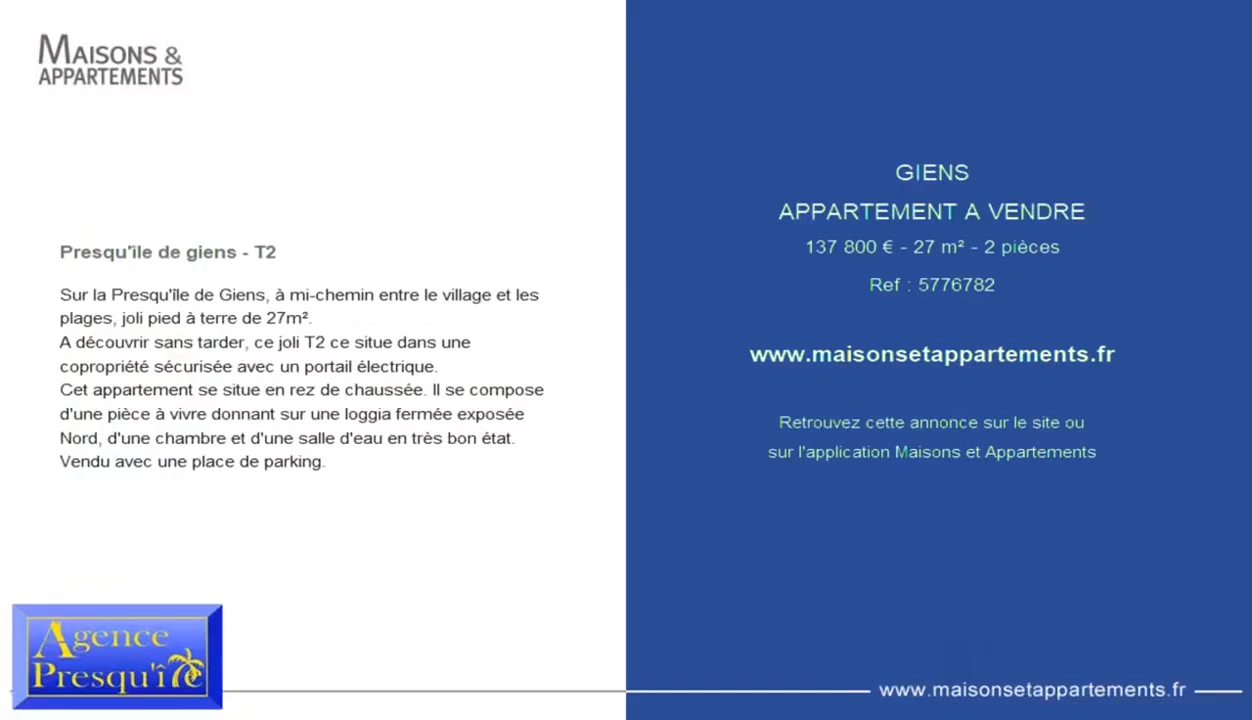 MAISONS &
APPARTEMENTS
Presqu'île de giens - T2
Sur la Presqu'île de Giens, à mi-chemin entre le village et les
plages, joli pied à terre de 27m².
A découvrir sans tarder, ce joli T2 ce situe dans une
copropriété sécurisée avec un portail électrique.
Cet appartement se situe en rez de chaussée. Il se compose
d'une pièce à vivre donnant sur une loggia fermée exposée
Nord, d'une chambre et d'une salle d'eau en très bon état.
Vendu avec une place de parking.
Agence
Presqu'île
GIENS
APPARTEMENT A VENDRE
137 800 € - 27 m² - 2 pièces
Ref : 5776782
www.maisonsetappartements.fr
Retrouvez cette annonce sur le site ou
sur l'application Maisons et Appartements
www.maisonsetappartements.fr